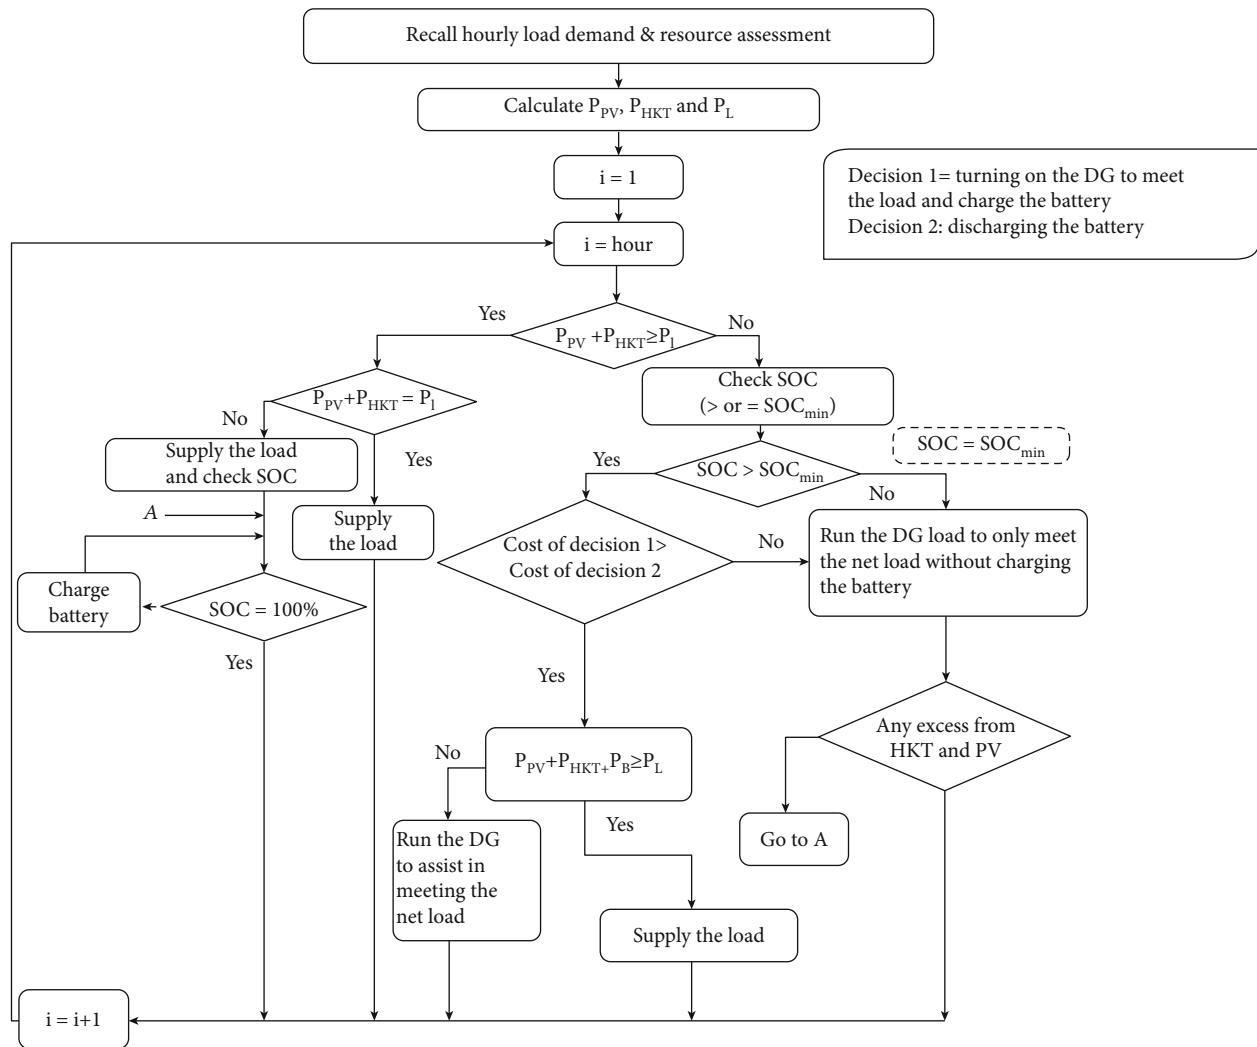 Recall hourly load demand & resource assessment
Calculate P_PV, P_HKT and P_L
i = 1
Decision 1= turning on the DG to meet
the load and charge the battery
Decision 2: discharging the battery
i = hour
Yes
P_PV +P_HKT≥P_l
No
Check SOC
(> or = SOC_min)
P_PV+P_HKT = P_l
No
Supply the load
and check SOC
Yes
SOC = SOC_min
Yes
SOC > SOC_min
No
A
Supply
the load
Cost of decision 1>
Cost of decision 2
No
Run the DG load to only meet
the net load without charging
the battery
Charge
battery
SOC = 100%
Yes
Yes
Any excess from
HKT and PV
No
P_PV+P_HKT+P_B≥P_L
Yes
Go to A
Run the DG
to assist in
meeting the
net load
Supply the load
i = i+1